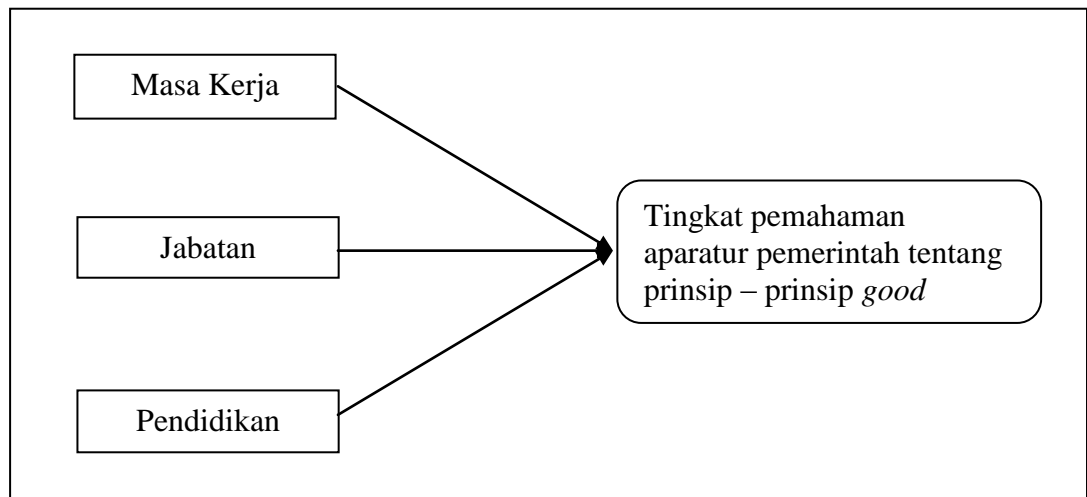 Masa Kerja
Jabatan
Pendidikan
Tingkat pemahaman
aparatur pemerintah tentang
prinsip – prinsip good